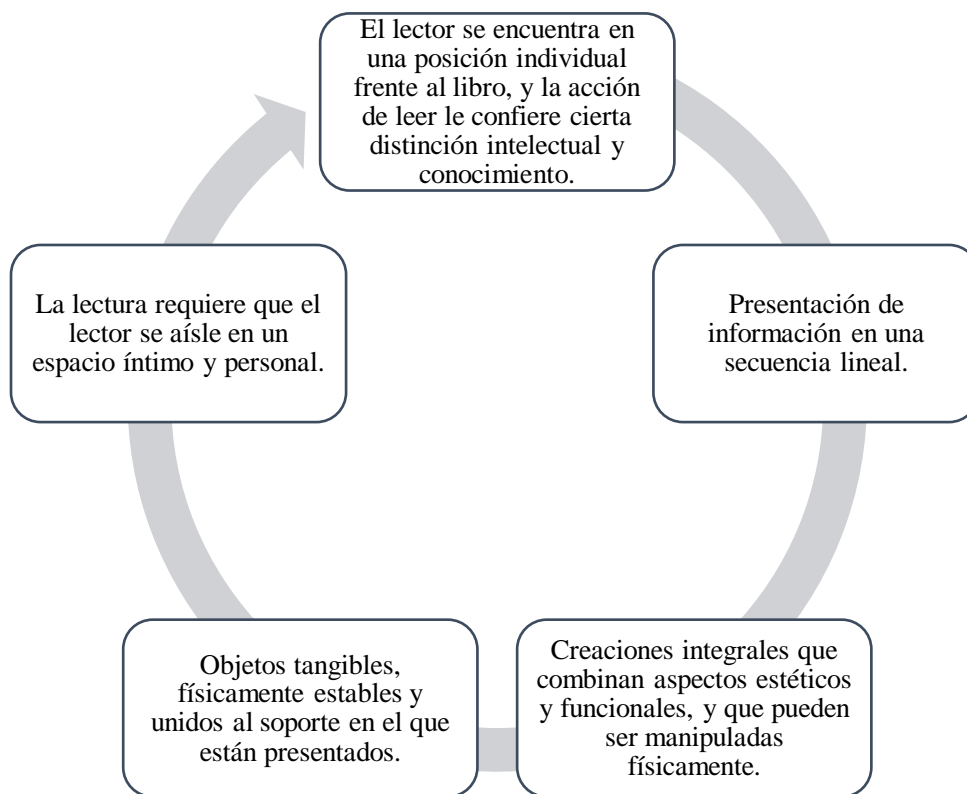 El lector se encuentra en
una posición individual
frente al libro, y la acción
de leer le confiere cierta
distinción intelectual y
conocimiento.
Presentación de
información en una
secuencia lineal.
Creaciones integrales que
combinan aspectos estéticos
y funcionales, y que pueden
ser manipuladas
físicamente.
Objetos tangibles,
físicamente estables y
unidos al soporte en el que
están presentados.
La lectura requiere que el
lector se aísle en un
espacio íntimo y personal.